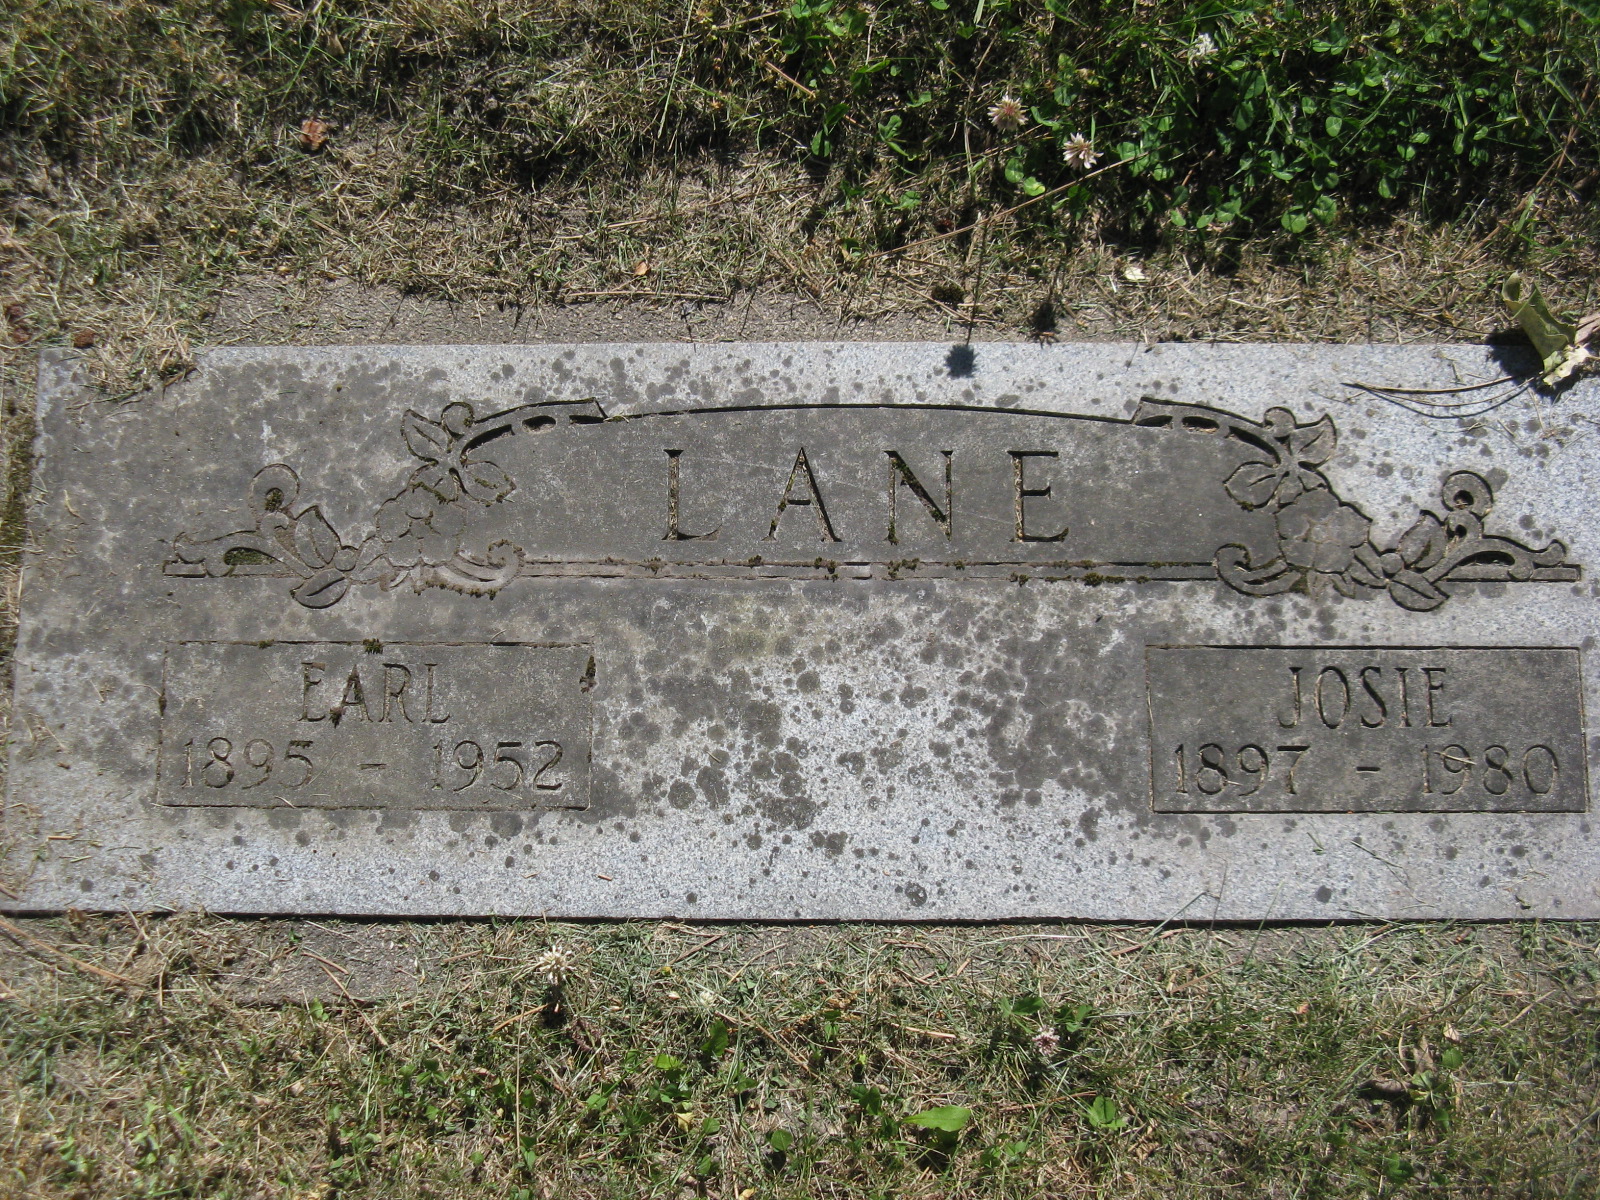 LANE
EARL
1895 - 1952
JOSIE
1897 - 1980